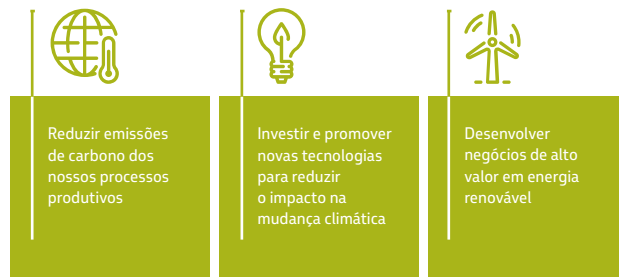 Reduzir emissões
de carbono dos
nossos processos
produtivos
Investir e promover
novas tecnologias
para reduzir
o impacto na
mudança climática
Desenvolver
negócios de alto
valor em energia
renovável